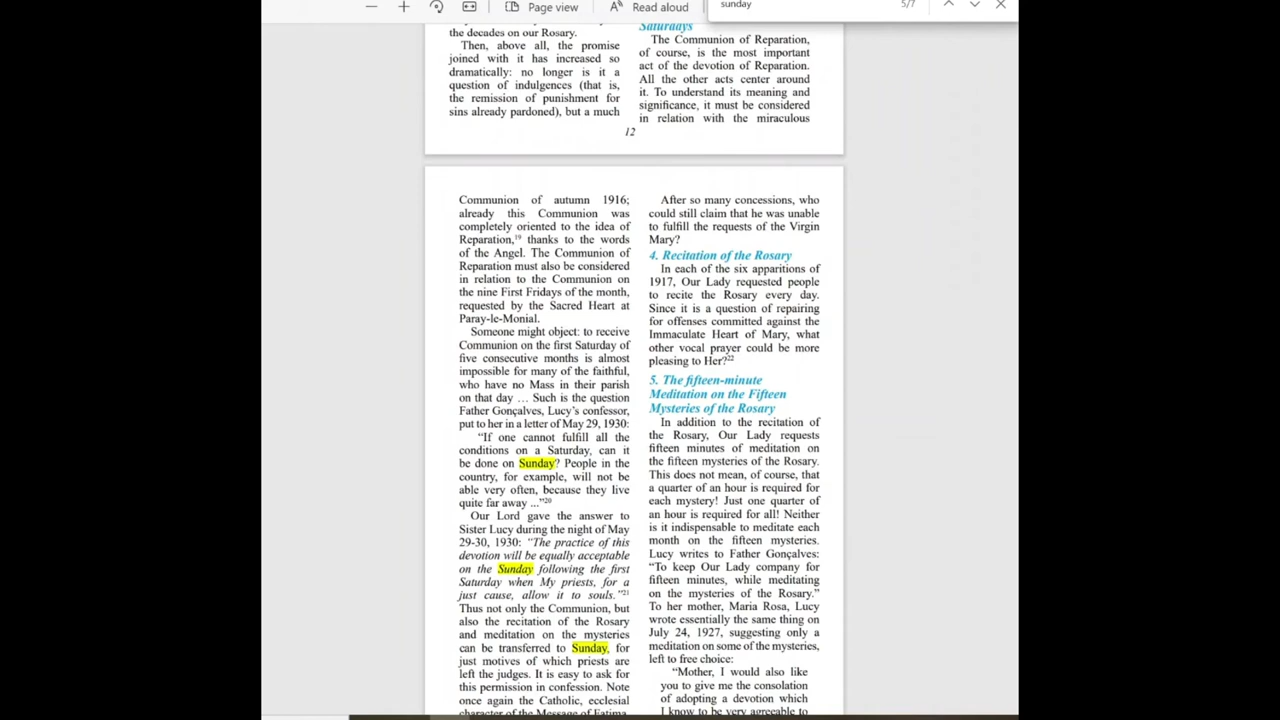 Page view
Read aloud
sunday
5/7
the decades on our Rosary.
Then, above all, the promise
joined with it has increased so
dramatically: no longer is it a
question of indulgences (that is,
the remission of punishment for
sins already pardoned), but a much
Saturdays
The Communion of Reparation,
of course, is the most important
act of the devotion of Reparation.
All the other acts center around
it. To understand its meaning and
significance, it must be considered
in relation with the miraculous
12
Communion of autumn 1916;
already this Communion was
completely oriented to the idea of
Reparation,¹⁹ thanks to the words
of the Angel. The Communion of
Reparation must also be considered
in relation to the Communion on
the nine First Fridays of the month,
requested by the Sacred Heart at
Paray-le-Monial.
Someone might object: to receive
Communion on the first Saturday of
five consecutive months is almost
impossible for many of the faithful,
who have no Mass in their parish
on that day … Such is the question
Father Gonçalves, Lucy's confessor,
put to her in a letter of May 29, 1930:
“If one cannot fulfill all the
conditions on a Saturday, can it
be done on Sunday? People in the
country, for example, will not be
able very often, because they live
quite far away ...”²⁰
Our Lord gave the answer to
Sister Lucy during the night of May
29-30, 1930: “The practice of this
devotion will be equally acceptable
on the Sunday following the first
Saturday when My priests, for a
just cause, allow it to souls.”²¹
Thus not only the Communion, but
also the recitation of the Rosary
and meditation on the mysteries
can be transferred to Sunday, for
just motives of which priests are
left the judges. It is easy to ask for
this permission in confession. Note
once again the Catholic, ecclesial
character of the Message of Fatima.
After so many concessions, who
could still claim that he was unable
to fulfill the requests of the Virgin
Mary?
4. Recitation of the Rosary
In each of the six apparitions of
1917, Our Lady requested people
to recite the Rosary every day.
Since it is a question of repairing
for offenses committed against the
Immaculate Heart of Mary, what
other vocal prayer could be more
pleasing to Her?²²
5. The fifteen-minute
Meditation on the Fifteen
Mysteries of the Rosary
In addition to the recitation of
the Rosary, Our Lady requests
fifteen minutes of meditation on
the fifteen mysteries of the Rosary.
This does not mean, of course, that
a quarter of an hour is required for
each mystery! Just one quarter of
an hour is required for all! Neither
is it indispensable to meditate each
month on the fifteen mysteries.
Lucy writes to Father Gonçalves:
“To keep Our Lady company for
fifteen minutes, while meditating
on the mysteries of the Rosary.”
To her mother, Maria Rosa, Lucy
wrote essentially the same thing on
July 24, 1927, suggesting only a
meditation on some of the mysteries,
left to free choice:
“Mother, I would also like
you to give me the consolation
of adopting a devotion which
I know to be very agreeable to